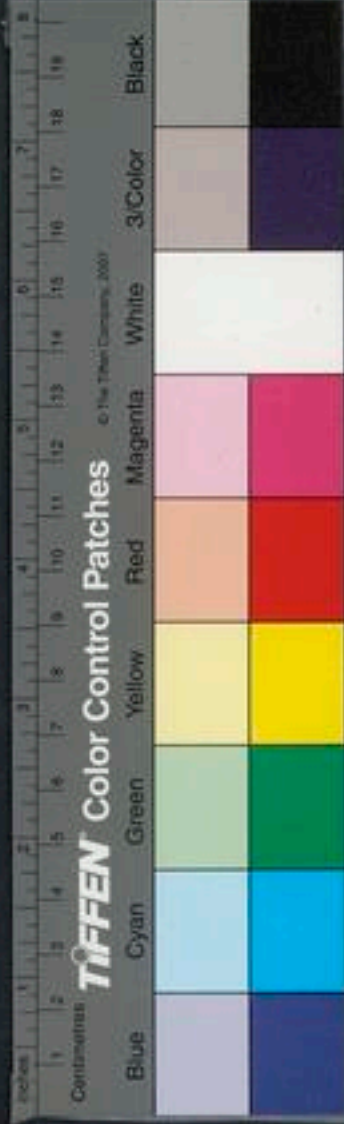 Inches 1 2 3 4 5 6 7 8
Centimetres 1 2 3 4 5 6 7 8 9 10 11 12 13 14 15 16 17 18 19
TIFFEN Color Control Patches © The Tiffen Company, 2007
Blue Cyan Green Yellow Red Magenta White 3/Color Black